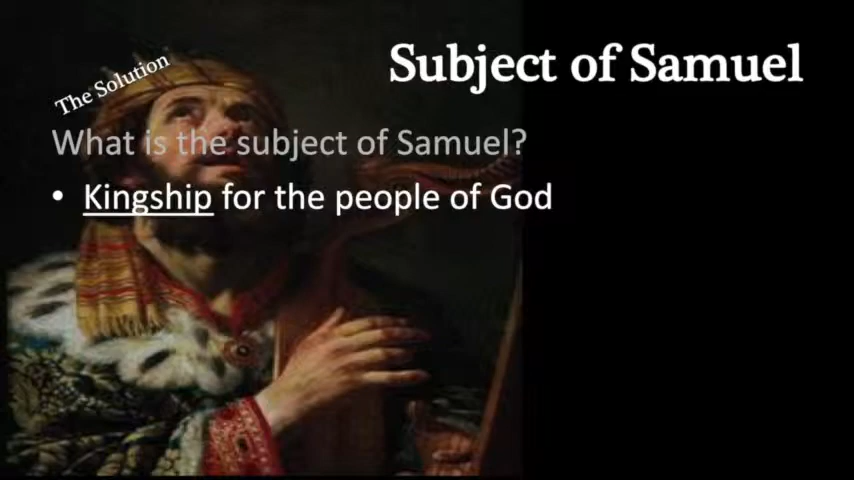 Subject of Samuel
The Solution
What is the subject of Samuel?
• Kingship for the people of God